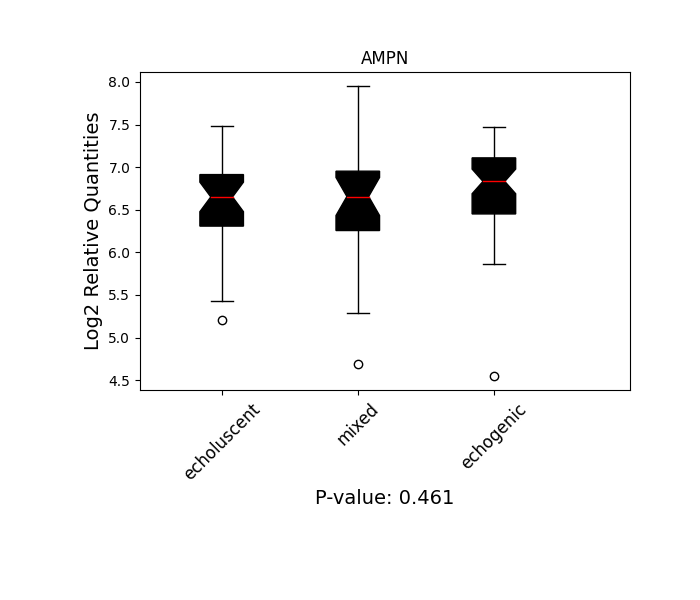 AMPN
Log2 Relative Quantities
8.0
7.5
7.0
6.5
6.0
5.5
5.0
4.5
echoluscent
mixed
echogenic
P-value: 0.461